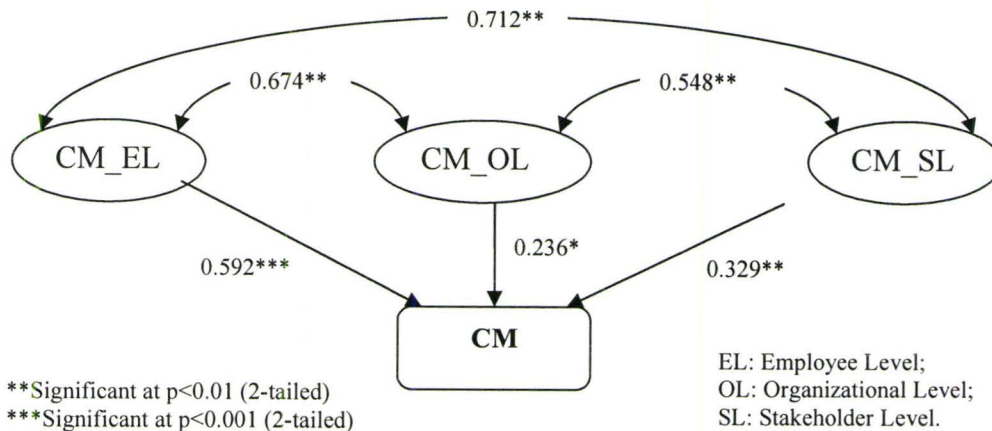 0.712**
0.674**
0.548**
CM_EL
CM_OL
CM_SL
0.592***
0.236*
0.329**
CM
**Significant at p<0.01 (2-tailed)
***Significant at p<0.001 (2-tailed)
EL: Employee Level;
OL: Organizational Level;
SL: Stakeholder Level.